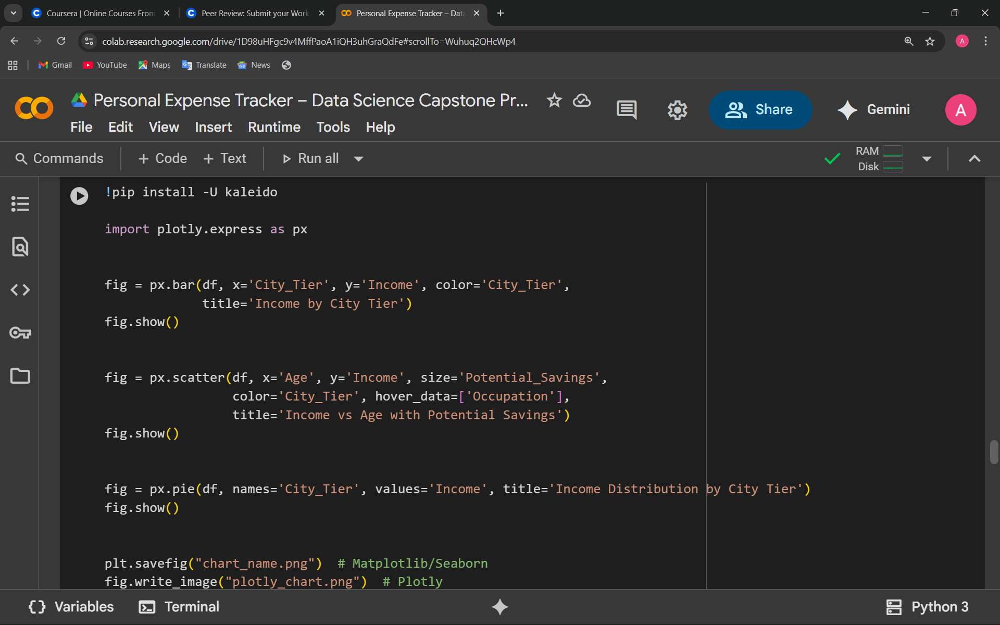 Coursera | Online Courses From
Peer Review: Submit your Work
Personal Expense Tracker – Data
colab.research.google.com/drive/1D98uHFgc9v4MffPaoA1iQH3uhGraQdFe#scrollTo=Wuhuq2QHcWp4
A
Gmail
YouTube
Maps
Translate
News
Personal Expense Tracker – Data Science Capstone Pr...
Share
Gemini
A
File Edit View Insert Runtime Tools Help
Commands + Code + Text Run all
RAM
Disk
!pip install -U kaleido
import plotly.express as px
fig = px.bar(df, x='City_Tier', y='Income', color='City_Tier',
title='Income by City Tier')
fig.show()
fig = px.scatter(df, x='Age', y='Income', size='Potential_Savings',
color='City_Tier', hover_data=['Occupation'],
title='Income vs Age with Potential Savings')
fig.show()
fig = px.pie(df, names='City_Tier', values='Income', title='Income Distribution by City Tier')
fig.show()
plt.savefig("chart_name.png")  # Matplotlib/Seaborn
fig.write_image("plotly_chart.png")  # Plotly
Variables
Terminal
Python 3